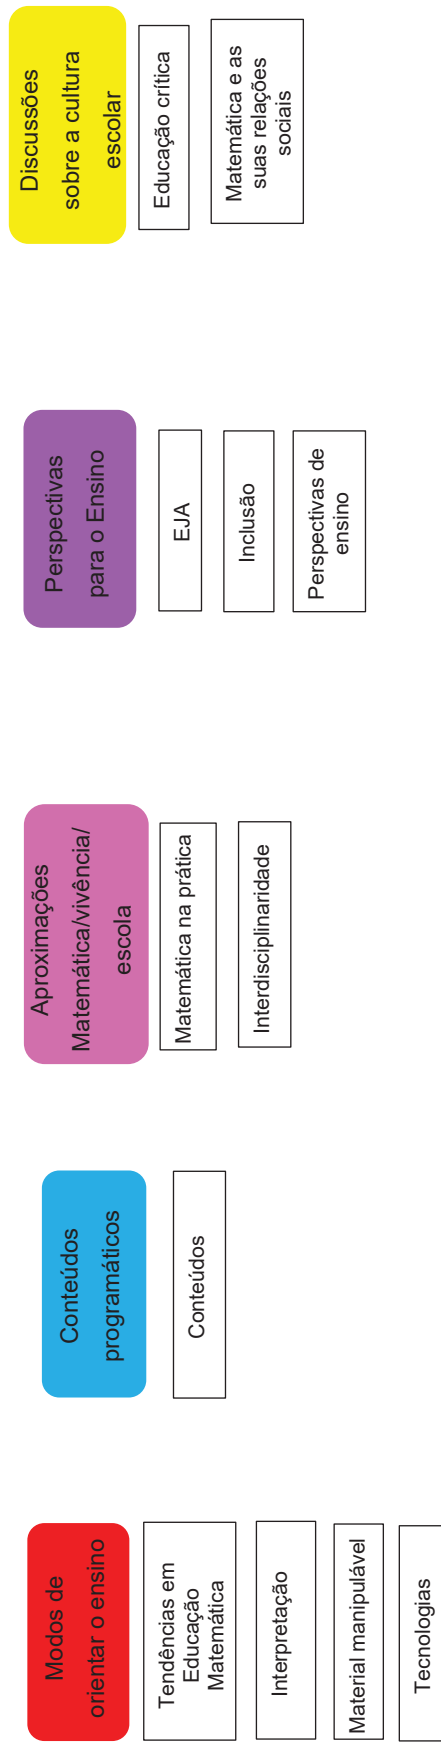 Modos de
orientar o ensino
Tendências em
Educação
Matemática
Interpretação
Material manipulável
Tecnologias
Conteúdos
programáticos
Conteúdos
Aproximações
Matemática/vivência/
escola
Matemática na prática
Interdisciplinaridade
Perspectivas
para o Ensino
EJA
Inclusão
Perspectivas de
ensino
Discussões
sobre a cultura
escolar
Educação crítica
Matemática e as
suas relações
sociais